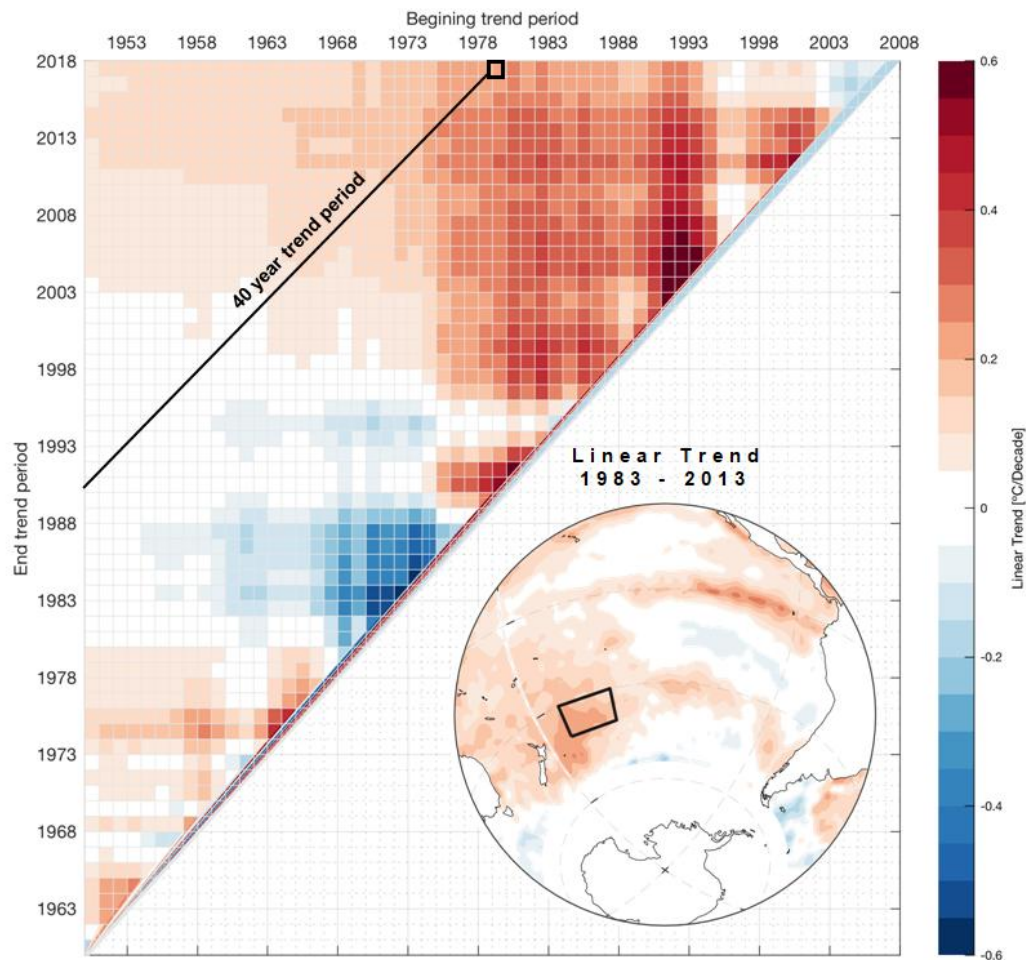 Begining trend period
1953 1958 1963 1968 1973 1978 1983 1988 1993 1998 2003 2008
2018
2013
2008
2003
1998
1993
1988
1983
1978
1973
1968
1963
End trend period
40 year trend period
Linear Trend
1983 - 2013
0.6
0.4
0.2
0
-0.2
-0.4
-0.6
Linear Trend [ºC/Decade]